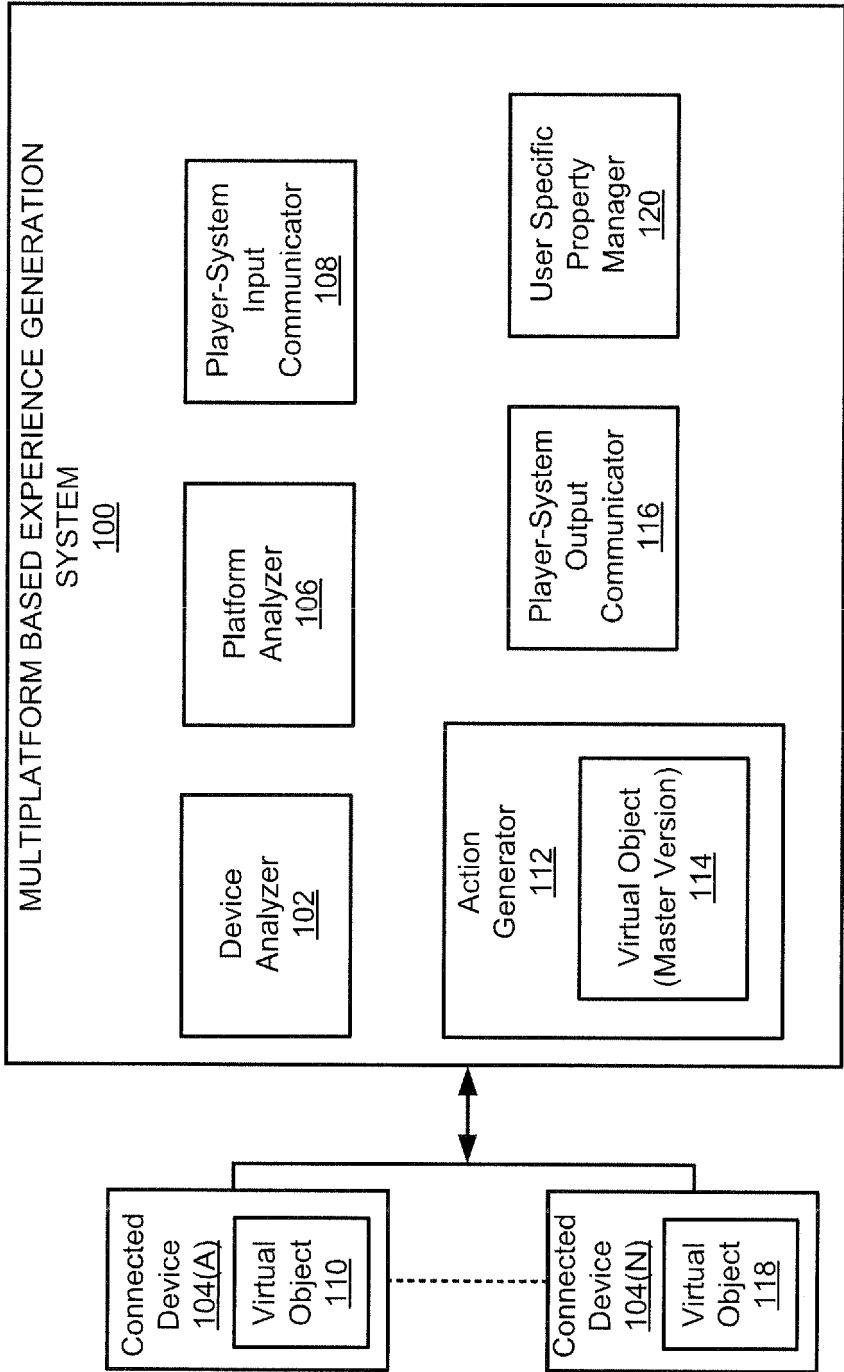 MULTIPLATFORM BASED EXPERIENCE GENERATION
SYSTEM
100
Connected
Device
104(A)
Virtual
Object
110
Connected
Device
104(N)
Virtual
Object
118
Device
Analyzer
102
Platform
Analyzer
106
Player-System
Input
Communicator
108
Action
Generator
112
Virtual Object
(Master Version)
114
Player-System
Output
Communicator
116
User Specific
Property
Manager
120